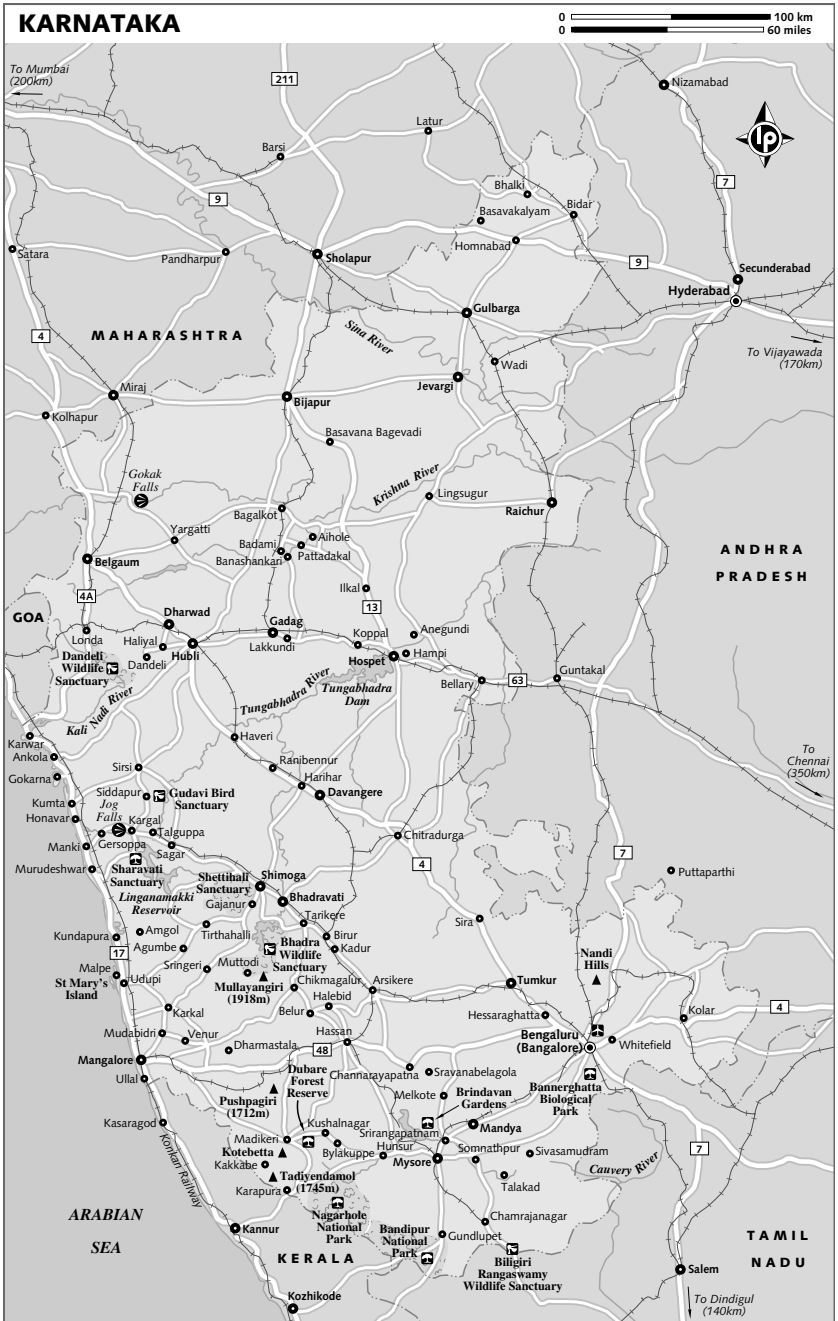 KARNATAKA
0 100 km
0 60 miles
To Mumbai
(200km)
211
Nizamabad
Latur
lp
Barsi
7
Bhalki
9
Basavakalyam
Bidar
Homnabad
Satara
Pandharpur
Sholapur
9
Secunderabad
Hyderabad
Gulbarga
4
MAHARASHTRA
Sina River
To Vijayawada
(170km)
Wadi
Jevargi
Miraj
Bijapur
Kolhapur
Basavana Bagevadi
Gokak
Falls
Krishna River
Lingsugur
Raichur
Bagalkot
Yargatti
Aihole
Badami
Pattadakal
Banashankari
Belgaum
ANDHRA
PRADESH
Ilkal
4A
13
GOA
Dharwad
Gadag
Anegundi
Londa
Haliyal
Lakkundi
Koppal
Hampi
Dandeli
Wildlife
Sanctuary
Dandeli
Hubli
Hospet
Guntakal
Tungabhadra River
Tungabhadra
Dam
Bellary
63
Kali Nadi River
Karwar
Haveri
Ankola
To
Chennai
(350km)
Gokarna
Sirsi
Ranibennur
Harihar
Siddapur
Gudavi Bird
Sanctuary
Davangere
Kumta
Jog
Falls
Honavar
Kargal
Talguppa
Chitradurga
Gersoppa
Manki
Sagar
4
7
Murudeshwar
Sharavati
Sanctuary
Shettihali
Sanctuary
Shimoga
Puttaparthi
Linganamakki
Reservoir
Bhadravati
Gajanur
Sira
Tarikere
Amgol
Tirthahalli
Kundapura
Birur
Agumbe
Bhadra
Wildlife
Sanctuary
Kadur
Nandi
Hills
17
Sringeri
Muttodi
Malpe
Chikmagalur
Arsikere
Tumkur
St Mary's
Island
Udupi
Mullayangiri
(1918m)
Halebid
4
Karkal
Belur
Hessaraghatta
Kolar
Mudabidri
Venur
Hassan
Bengaluru
(Bangalore)
Whitefield
Dharmastala
48
Mangalore
Dubare
Forest
Reserve
Channarayapatna
Sravanabelagola
Ullal
Bannerghatta
Biological
Park
Pushpagiri
(1712m)
Melkote
Brindavan
Gardens
Kasaragod
Kushalnagar
Madikeri
Srirangapatnam
Mandya
7
Kotebetta
Bylakuppe
Hunsur
Somnathpur
Sivasamudram
Kakkabe
Mysore
Cauvery River
Konkan Railway
Tadiyendamol
(1745m)
Talakad
Karapura
ARABIAN
SEA
Nagarhole
National
Park
Bandipur
National
Park
Chamrajanagar
Kannur
Gundlupet
TAMIL
NADU
KERALA
Biligiri
Rangaswamy
Wildlife Sanctuary
Salem
Kozhikode
To Dindigul
(140km)